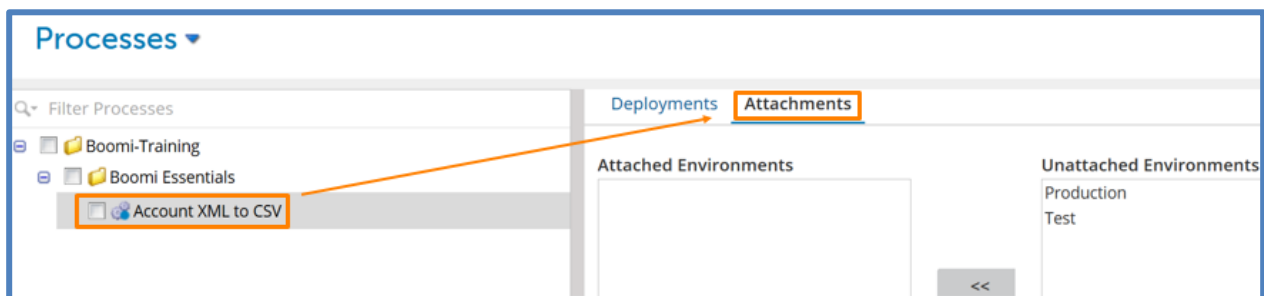 Processes
Filter Processes
Boomi-Training
Boomi Essentials
Account XML to CSV
Deployments Attachments
Attached Environments
<<
Unattached Environments
Production
Test